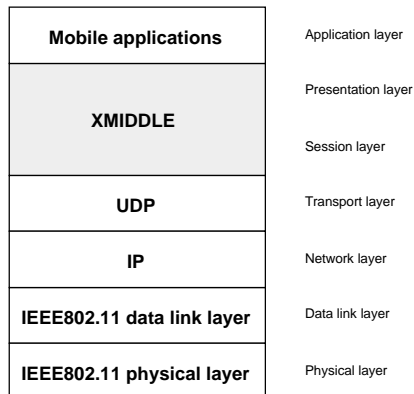 Mobile applications
Application layer
Presentation layer
XMIDDLE
Session layer
UDP
Transport layer
IP
Network layer
IEEE802.11 data link layer
Data link layer
IEEE802.11 physical layer
Physical layer